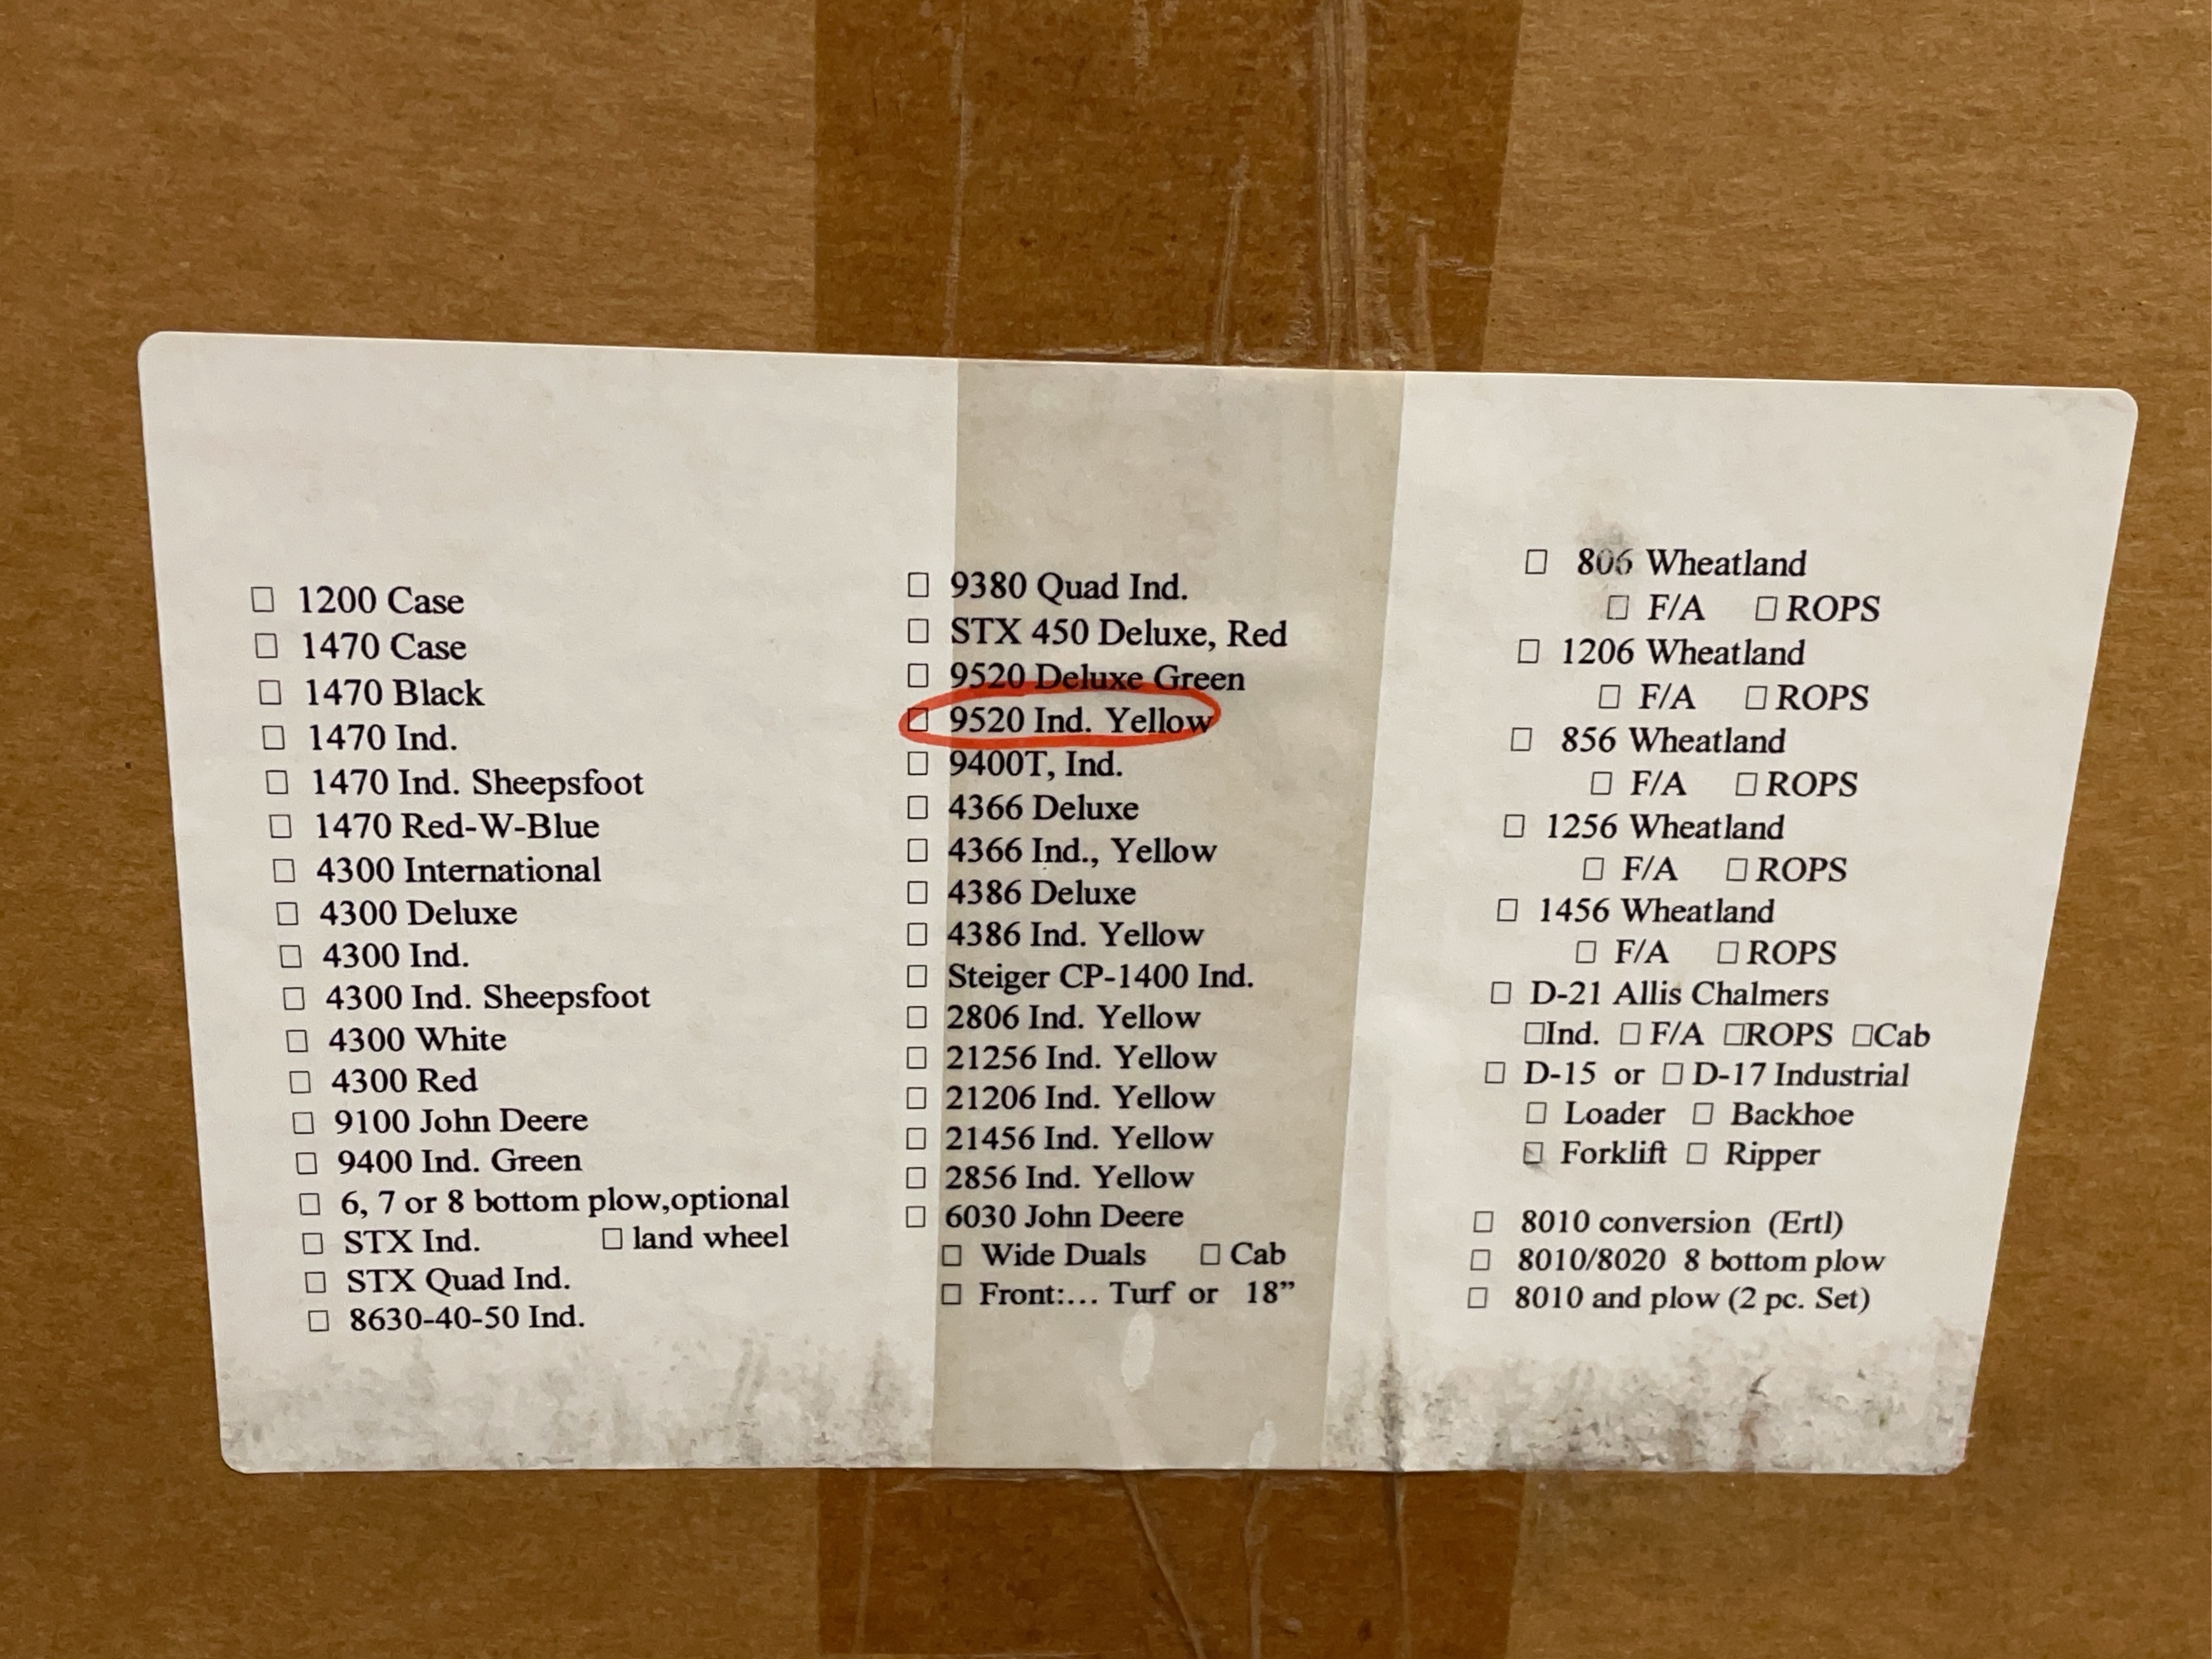 ☐ 1200 Case
☐ 1470 Case
☐ 1470 Black
☐ 1470 Ind.
☐ 1470 Ind. Sheepsfoot
☐ 1470 Red-W-Blue
☐ 4300 International
☐ 4300 Deluxe
☐ 4300 Ind.
☐ 4300 Ind. Sheepsfoot
☐ 4300 White
☐ 4300 Red
☐ 9100 John Deere
☐ 9400 Ind. Green
☐ 6, 7 or 8 bottom plow,optional
☐ STX Ind. ☐ land wheel
☐ STX Quad Ind.
☐ 8630-40-50 Ind.
☐ 9380 Quad Ind.
☐ STX 450 Deluxe, Red
☐ 9520 Deluxe Green
☐ 9520 Ind. Yellow
☐ 9400T, Ind.
☐ 4366 Deluxe
☐ 4366 Ind., Yellow
☐ 4386 Deluxe
☐ 4386 Ind. Yellow
☐ Steiger CP-1400 Ind.
☐ 2806 Ind. Yellow
☐ 21256 Ind. Yellow
☐ 21206 Ind. Yellow
☐ 21456 Ind. Yellow
☐ 2856 Ind. Yellow
☐ 6030 John Deere
☐ Wide Duals ☐ Cab
☐ Front:... Turf or 18”
☐ 806 Wheatland
☐ F/A ☐ ROPS
☐ 1206 Wheatland
☐ F/A ☐ ROPS
☐ 856 Wheatland
☐ F/A ☐ ROPS
☐ 1256 Wheatland
☐ F/A ☐ ROPS
☐ 1456 Wheatland
☐ F/A ☐ ROPS
☐ D-21 Allis Chalmers
☐Ind. ☐ F/A ☐ROPS ☐Cab
☐ D-15 or ☐ D-17 Industrial
☐ Loader ☐ Backhoe
☐ Forklift ☐ Ripper
☐ 8010 conversion (Ertl)
☐ 8010/8020 8 bottom plow
☐ 8010 and plow (2 pc. Set)